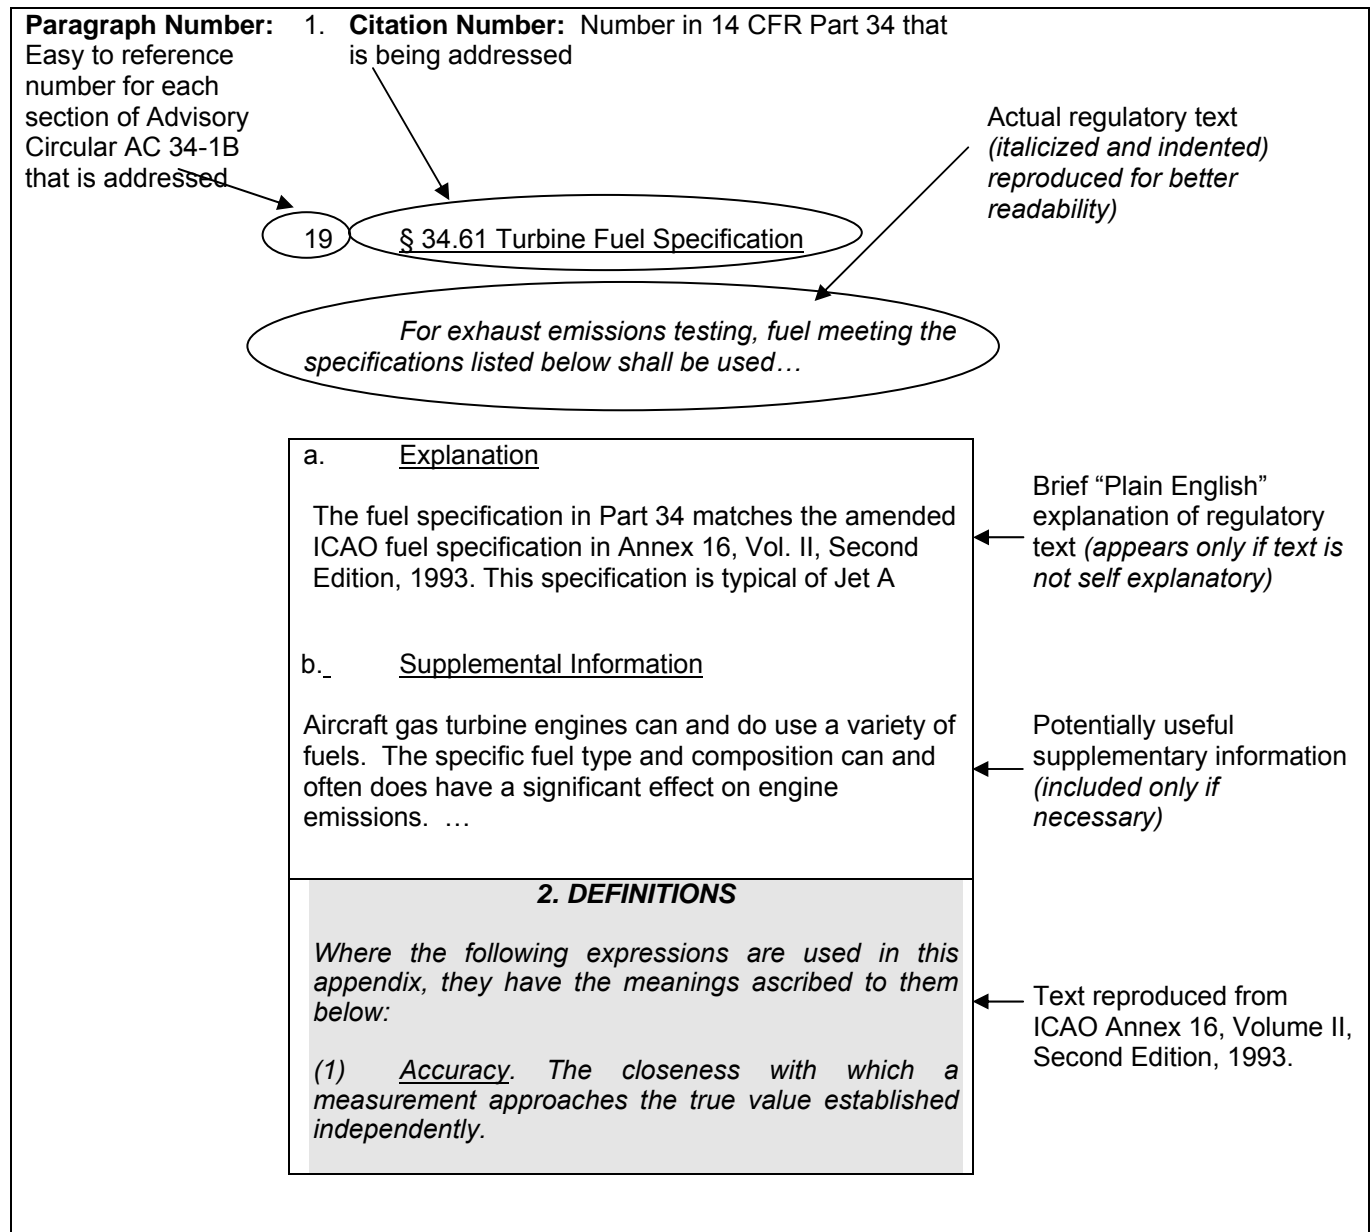 Paragraph Number:
Easy to reference
number for each
section of Advisory
Circular AC 34-1B
that is addressed
1. Citation Number: Number in 14 CFR Part 34 that
is being addressed
Actual regulatory text
(italicized and indented)
reproduced for better
readability)
19 § 34.61 Turbine Fuel Specification
For exhaust emissions testing, fuel meeting the
specifications listed below shall be used…
a. Explanation
The fuel specification in Part 34 matches the amended
ICAO fuel specification in Annex 16, Vol. II, Second
Edition, 1993. This specification is typical of Jet A
Brief “Plain English”
explanation of regulatory
text (appears only if text is
not self explanatory)
b. Supplemental Information
Aircraft gas turbine engines can and do use a variety of
fuels. The specific fuel type and composition can and
often does have a significant effect on engine
emissions. …
Potentially useful
supplementary information
(included only if
necessary)
2. DEFINITIONS
Where the following expressions are used in this
appendix, they have the meanings ascribed to them
below:
(1) Accuracy. The closeness with which a
measurement approaches the true value established
independently.
Text reproduced from
ICAO Annex 16, Volume II,
Second Edition, 1993.